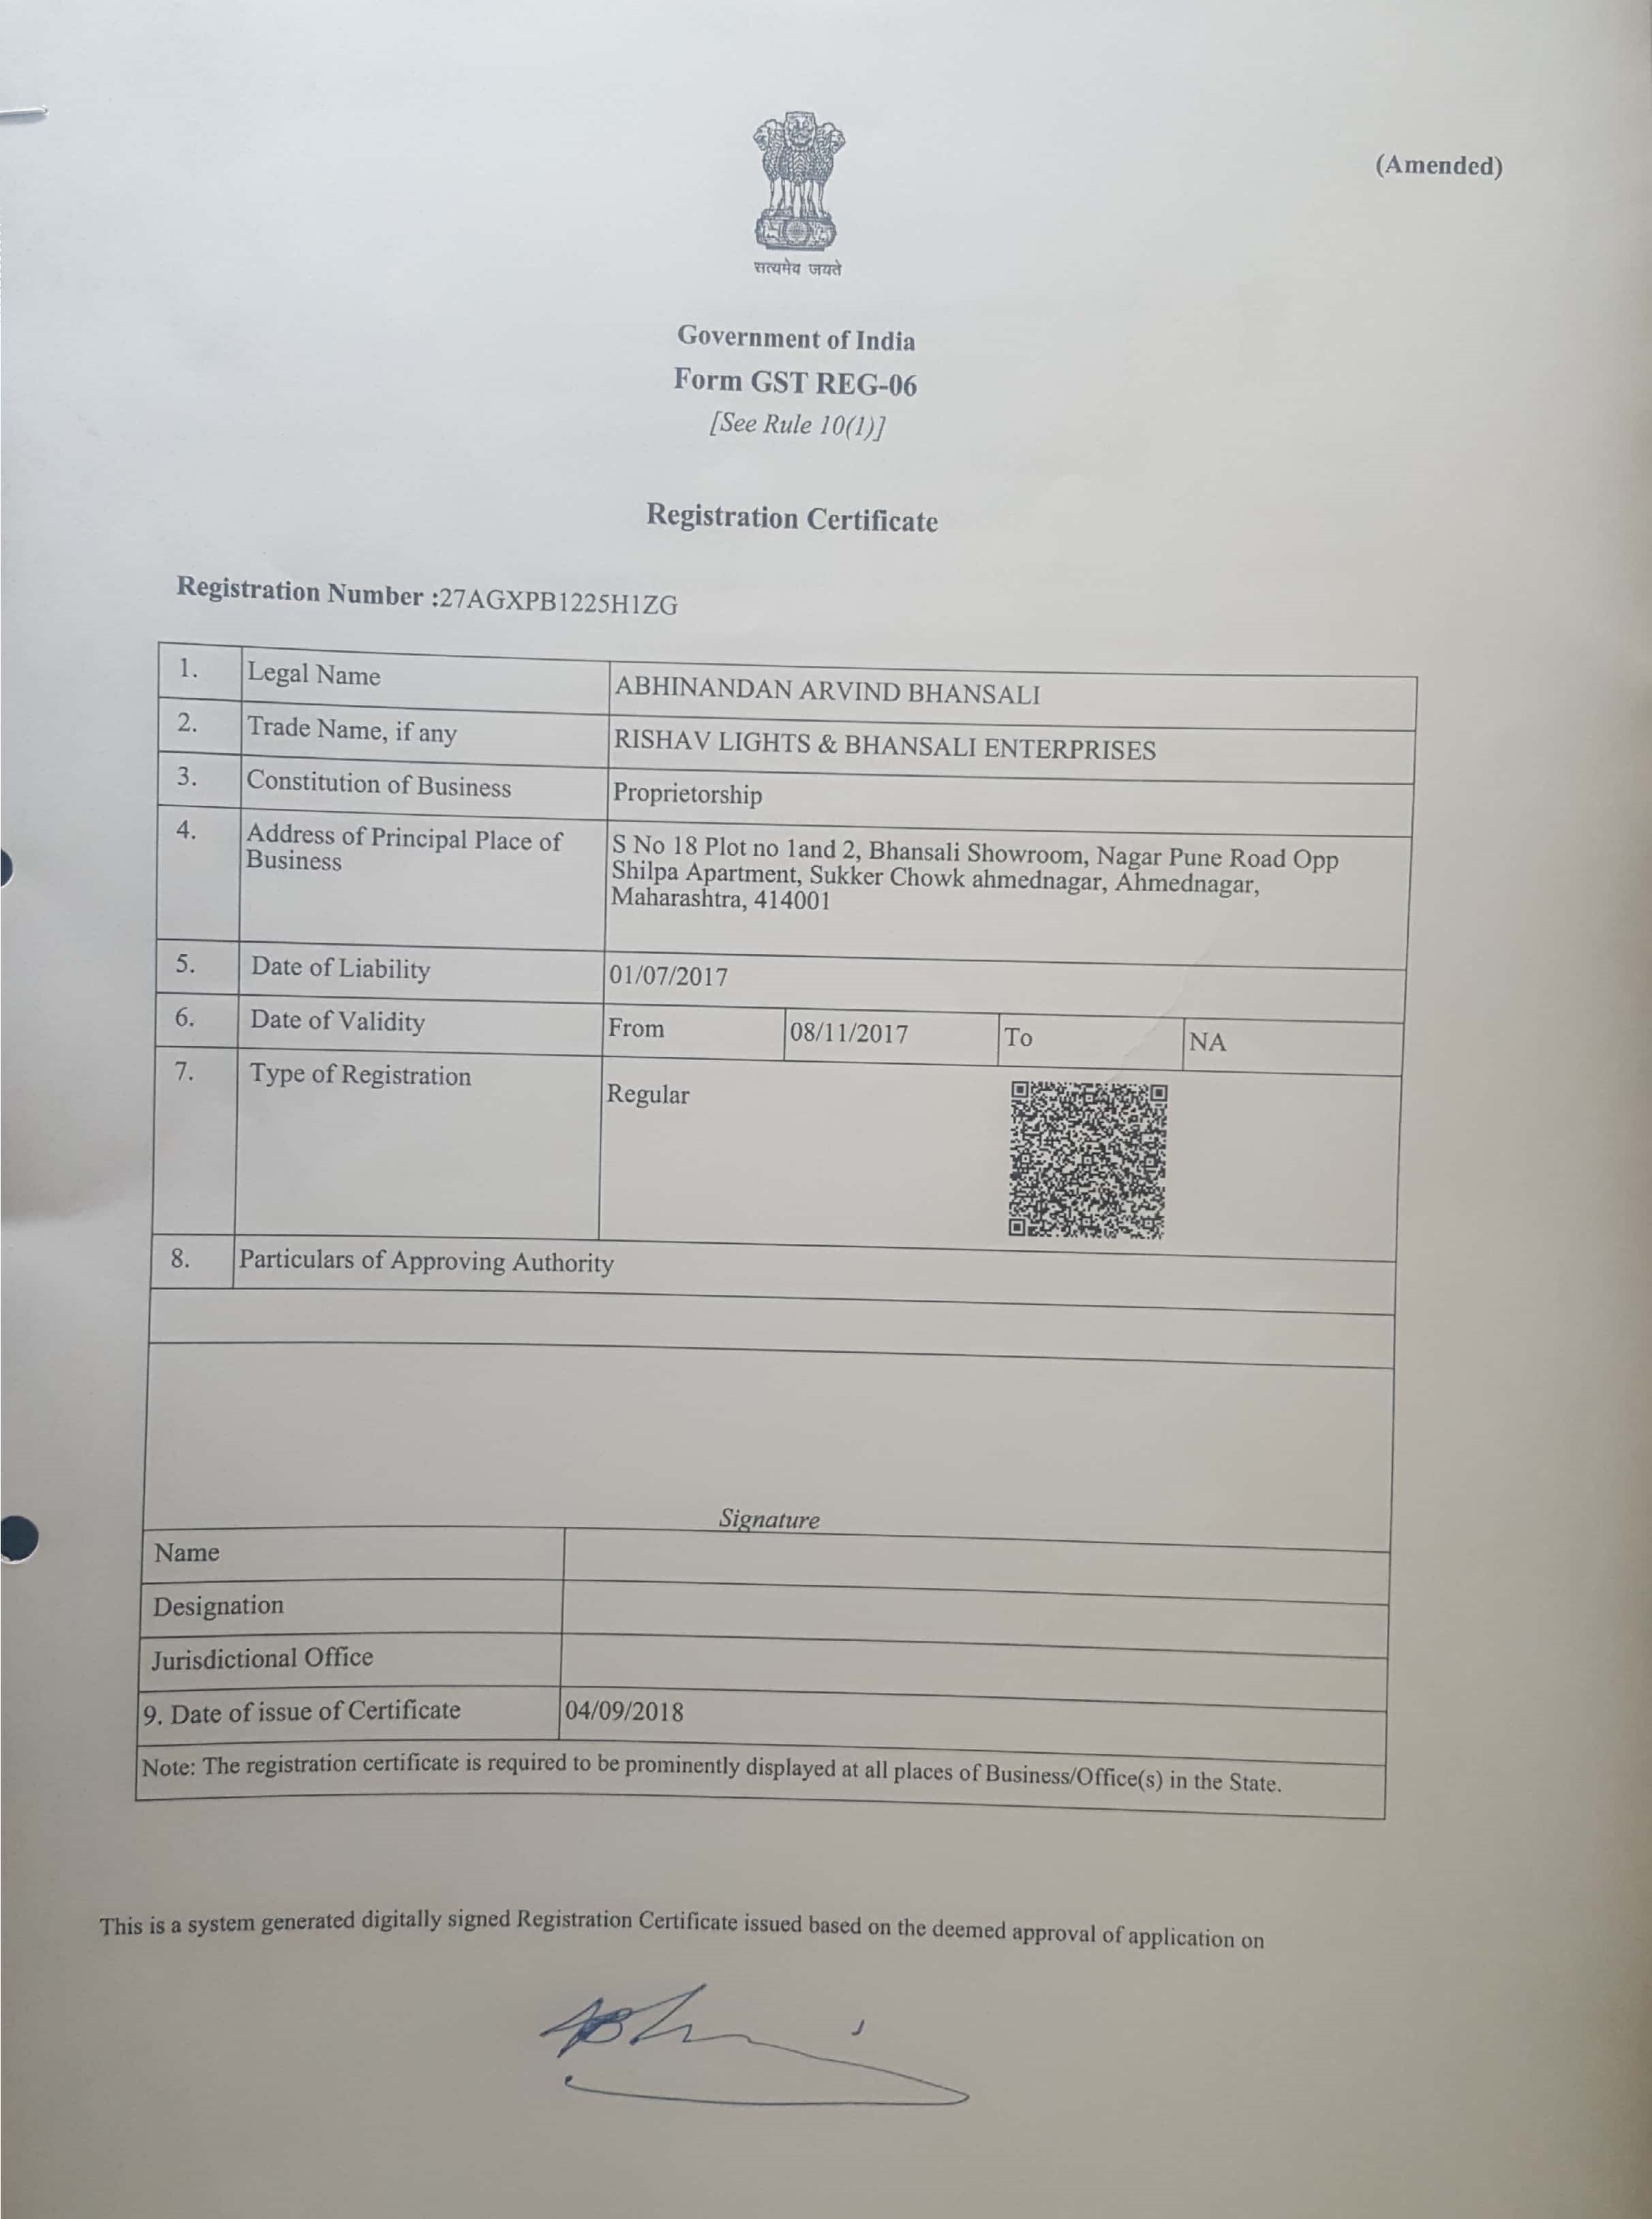 (Amended)
सत्यमेव जयते
Government of India
Form GST REG-06
[See Rule 10(1)]
Registration Certificate
Registration Number :27AGXPB1225H1ZG
1. Legal Name ABHINANDAN ARVIND BHANSALI
2. Trade Name, if any RISHAV LIGHTS & BHANSALI ENTERPRISES
3. Constitution of Business Proprietorship
4. Address of Principal Place of Business S No 18 Plot no 1and 2, Bhansali Showroom, Nagar Pune Road Opp
Shilpa Apartment, Sukker Chowk ahmednagar, Ahmednagar,
Maharashtra, 414001
5. Date of Liability 01/07/2017
6. Date of Validity From 08/11/2017 To NA
7. Type of Registration Regular
8. Particulars of Approving Authority
Signature
Name
Designation
Jurisdictional Office
9. Date of issue of Certificate 04/09/2018
Note: The registration certificate is required to be prominently displayed at all places of Business/Office(s) in the State.
This is a system generated digitally signed Registration Certificate issued based on the deemed approval of application on